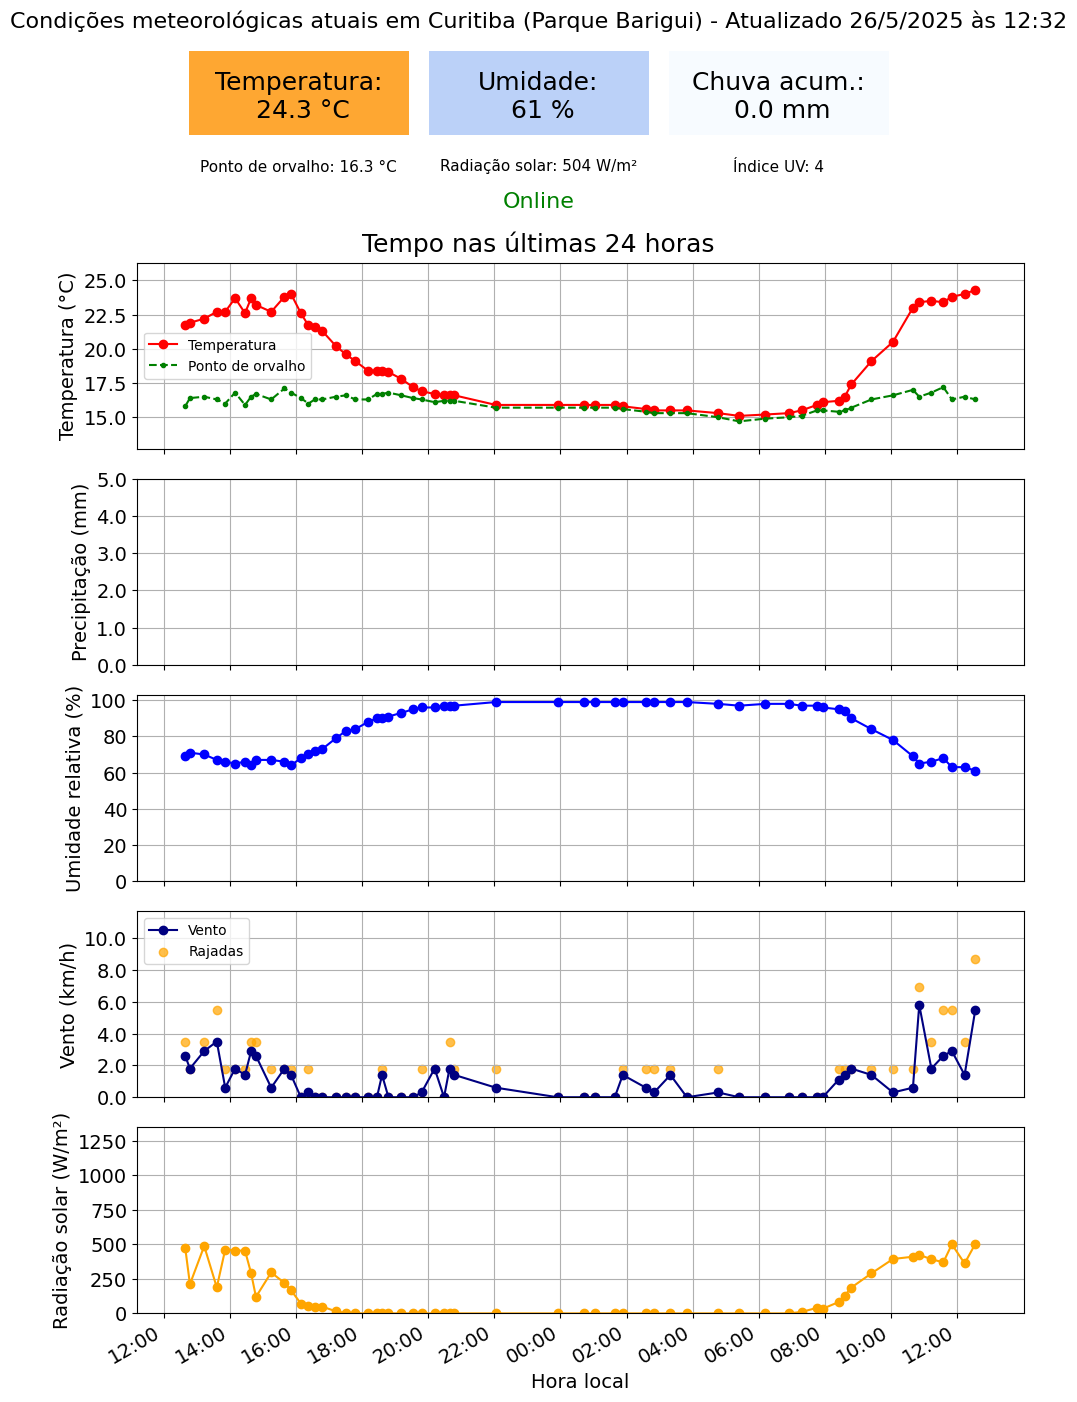 Condições meteorológicas atuais em Curitiba (Parque Barigui) - Atualizado 26/5/2025 às 12:32
Temperatura:
24.3 °C
Umidade:
61 %
Chuva acum.:
0.0 mm
Ponto de orvalho: 16.3 °C
Radiação solar: 504 W/m²
Índice UV: 4
Online
Tempo nas últimas 24 horas
Temperatura (°C)
25.0
22.5
20.0
17.5
15.0
Temperatura
Ponto de orvalho
Precipitação (mm)
5.0
4.0
3.0
2.0
1.0
0.0
Umidade relativa (%)
100
80
60
40
20
0
Vento (km/h)
10.0
8.0
6.0
4.0
2.0
0.0
Vento
Rajadas
Radiação solar (W/m²)
1250
1000
750
500
250
0
12:00
14:00
16:00
18:00
20:00
22:00
00:00
02:00
04:00
06:00
08:00
10:00
12:00
Hora local